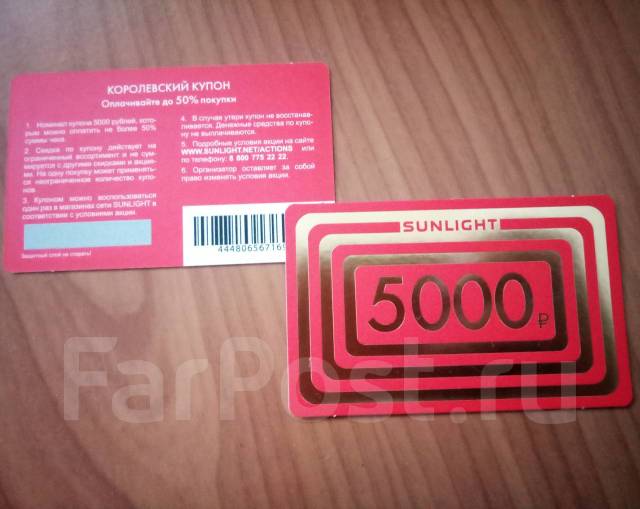 КОРОЛЕВСКИЙ КУПОН
Оплачивайте до 50% покупки
1. Номинал купона 5000 рублей, кото-
рым можно оплатить не более 50%
суммы чека.
2 Скидка по купону действует на
ограниченный ассортимент и не сум-
мируется с другими скидками и акция-
ми. На одну покупку может применять-
ся неограниченное количество купо-
нов.
3. Купоном можно воспользоваться
один раз в магазинах сети SUNLIGHT в
соответствии с условиями акции.
Защитный слой не стирать!
4. В случае утери купон не восстанав-
ливается. Денежные средства по купо-
ну не выплачиваются.
5. Подробные условия акции на сайте
WWW.SUNLIGHT.NET/ACTIONS или
по телефону: 8 800 775 22 22.
6. Организатор оставляет за собой
право изменять условия акции.
44480656716
SUNLIGHT
5000 ₽
FarPost.ru